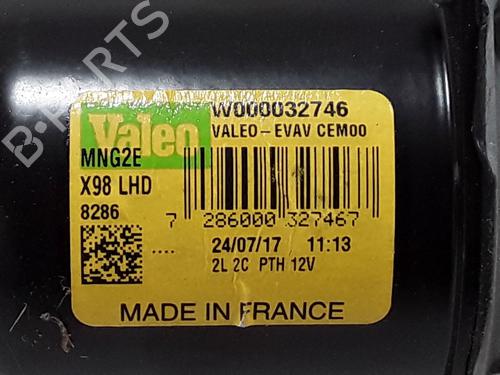 B-PARTS
Valeo
W000032746
VALEO-EVAV CEM00
MNG2E
X98 LHD
8286
7 286000 327467
.... 24/07/17 11:13
2L 2C PTH 12V
MADE IN FRANCE